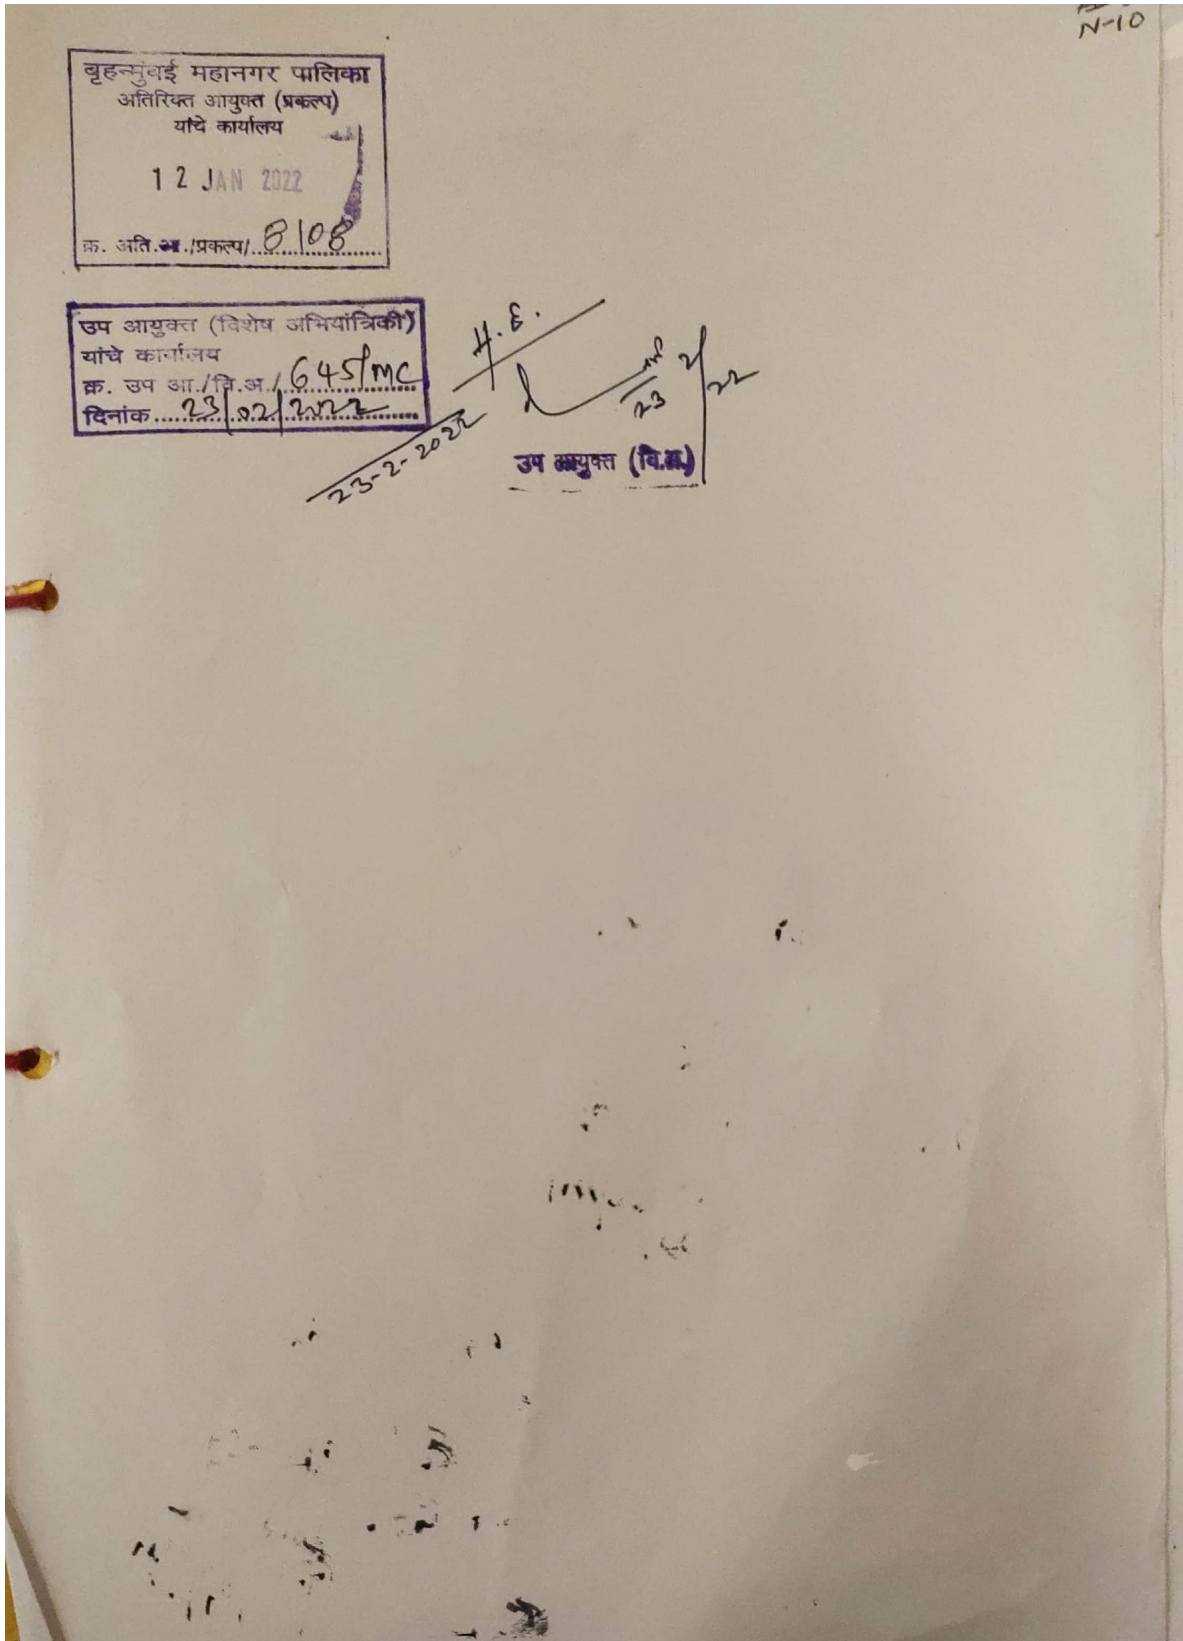 N-10
बृहन्मुंबई महानगर पालिका
अतिरिक्त आयुक्त (प्रकल्प)
यांचे कार्यालय
12 JAN 2022
क्र. अति.आ./प्रकल्प/ 8108
उप आयुक्त (विशेष अभियांत्रिकी)
यांचे कार्यालय
क्र. उप आ./वि.अ./ 645/MC
दिनांक 23/02/2022
H.E.
23-2-2022
23/2/22
उप आयुक्त (वि.अ.)